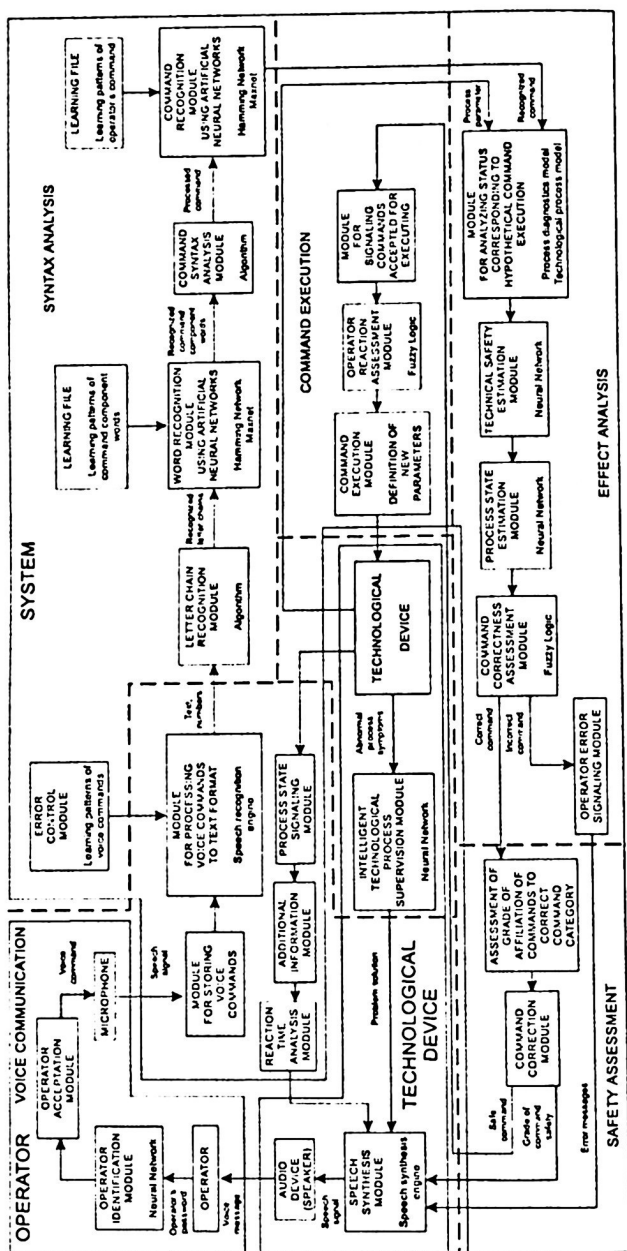 OPERATOR
VOICE COMMUNICATION
SYSTEM
SYNTAX ANALYSIS
OPERATOR
ACCEPTATION
MODULE
Voice command
MICROPHONE
Speech signal
OPERATOR
IDENTIFICATION
MODULE
Neural Network
Operator's
password
OPERATOR
Voice
message
AUDIO
DEVICE
(SPEAKER)
Speech
signal
SPEECH
SYNTHESIS
MODULE
Speech synthesis
engine
MODULE
FOR STORING
VOICE
COMMANDS
ERROR
CONTROL
MODULE
Learning patterns of
voice commands
MODULE
FOR PROCESSING
VOICE COMMANDS
TO TEXT FORMAT
Speech recognition
engine
Text,
numbers
LETTER CHAIN
RECOGNITION
MODULE
Algorithm
Recognized
letter chains
LEARNING FILE
Learning patterns of
command component
words
WORD RECOGNITION
MODULE
USING ARTIFICIAL
NEURAL NETWORKS
Hamming Network
Maxnet
Recognized
command
component
words
COMMAND
SYNTAX
ANALYSIS
MODULE
Algorithm
Processed
command
LEARNING FILE
Learning patterns of
operators command
COMMAND
RECOGNITION
MODULE
USING ARTIFICIAL
NEURAL NETWORKS
Hamming Network
Maxnet
REACTION
TIME
ANALYSIS
MODULE
ADDITIONAL
INFORMATION
MODULE
PROCESS STATE
SIGNALING
MODULE
COMMAND EXECUTION
MODULE
FOR
SIGNALING
COMMANDS
ACCEPTED FOR
EXECUTING
OPERATOR
REACTION
ASSESSMENT
MODULE
Fuzzy Logic
COMMAND
EXECUTION
MODULE
DEFINITION OF
NEW
PARAMETERS
TECHNOLOGICAL
DEVICE
TECHNOLOGICAL
DEVICE
Abnormal
process
symptoms
INTELLIGENT
TECHNOLOGICAL
PROCESS
SUPERVISION MODULE
Neural Network
Problem solution
Process
parameter
Recognized
command
MODULE
FOR ANALYZING STATUS
CORRESPONDING TO
HYPOTHETICAL COMMAND
EXECUTION
Process diagnostics model
Technological process model
TECHNICAL SAFETY
ESTIMATION
MODULE
Neural Network
PROCESS STATE
ESTIMATION
MODULE
Neural Network
COMMAND
CORRECTNESS
ASSESSMENT
MODULE
Fuzzy Logic
EFFECT ANALYSIS
Correct
command
Incorrect
command
OPERATOR ERROR
SIGNALING MODULE
ASSESSMENT OF
GRADE OF
AFFILIATION OF
COMMANDS TO
CORRECT
COMMAND
CATEGORY
COMMAND
CORRECTION
MODULE
Safe
command
Grade of
command
safety
Error messages
SAFETY ASSESSMENT